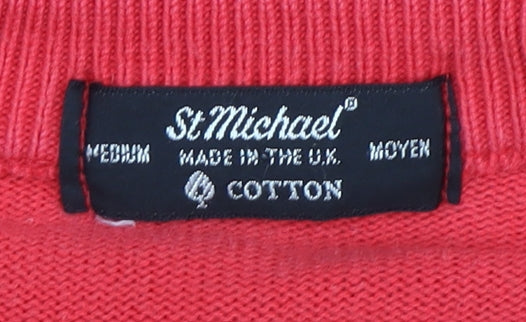 St Michael®
MEDIUM MADE IN THE U.K. MOYEN
COTTON